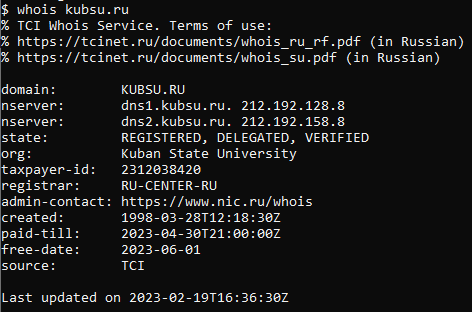 $ whois kubsu.ru
% TCI Whois Service. Terms of use:
% https://tcinet.ru/documents/whois_ru_rf.pdf (in Russian)
% https://tcinet.ru/documents/whois_su.pdf (in Russian)

domain:        KUBSU.RU
nserver:       dns1.kubsu.ru. 212.192.128.8
nserver:       dns2.kubsu.ru. 212.192.158.8
state:         REGISTERED, DELEGATED, VERIFIED
org:           Kuban State University
taxpayer-id:   2312038420
registrar:     RU-CENTER-RU
admin-contact: https://www.nic.ru/whois
created:       1998-03-28T12:18:30Z
paid-till:     2023-04-30T21:00:00Z
free-date:     2023-06-01
source:        TCI

Last updated on 2023-02-19T16:36:30Z